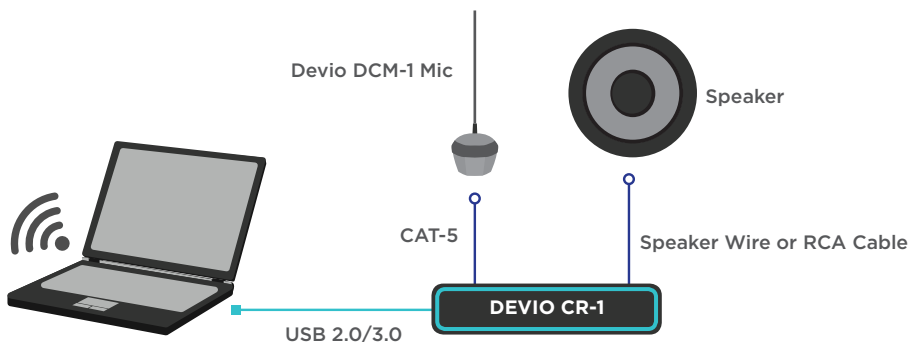 Devio DCM-1 Mic
Speaker
CAT-5
Speaker Wire or RCA Cable
DEVIO CR-1
USB 2.0/3.0